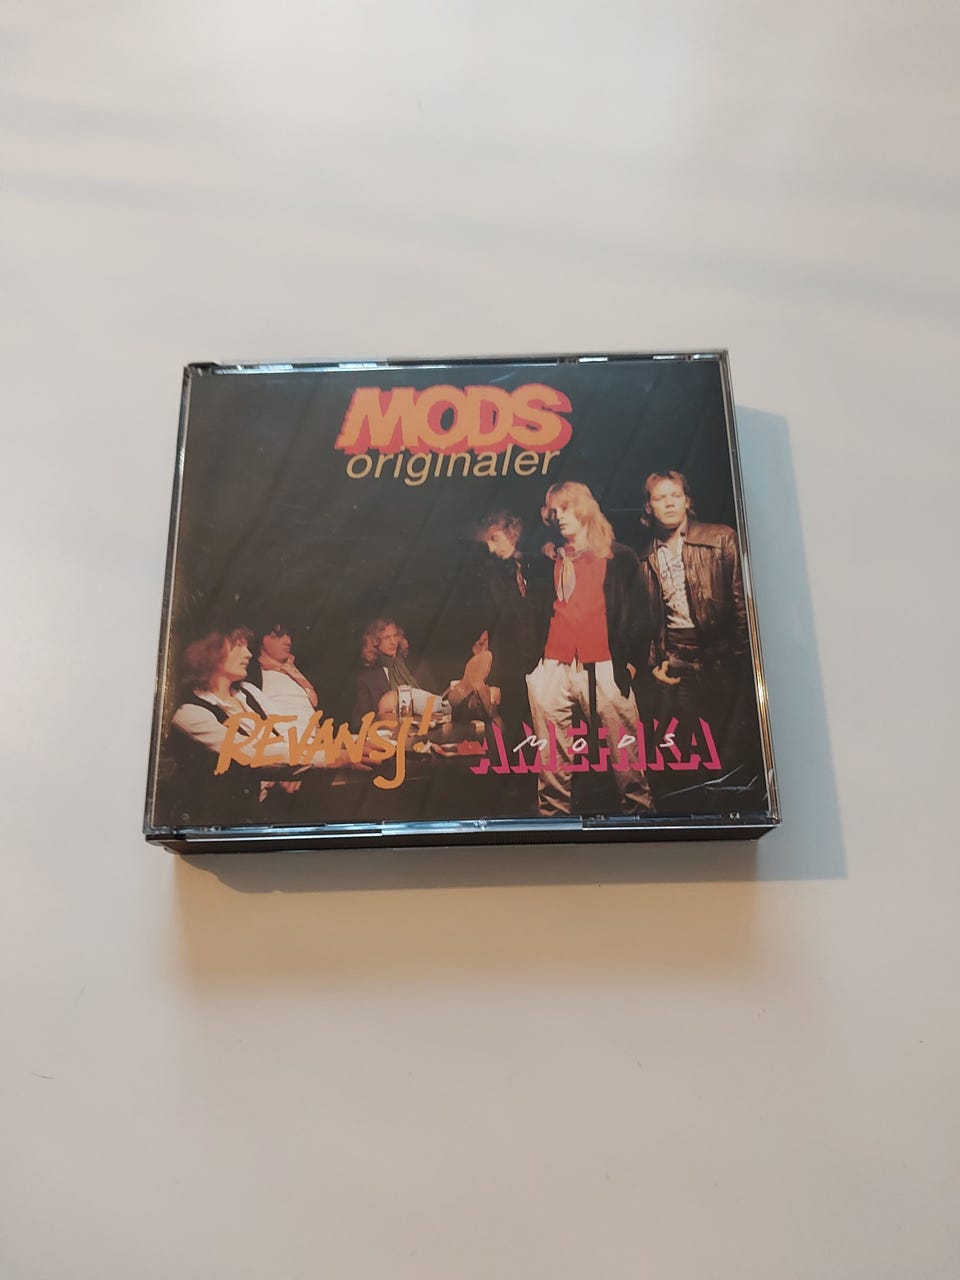 MODS
originaler
REVANSJ!
AMERIKA
MODS